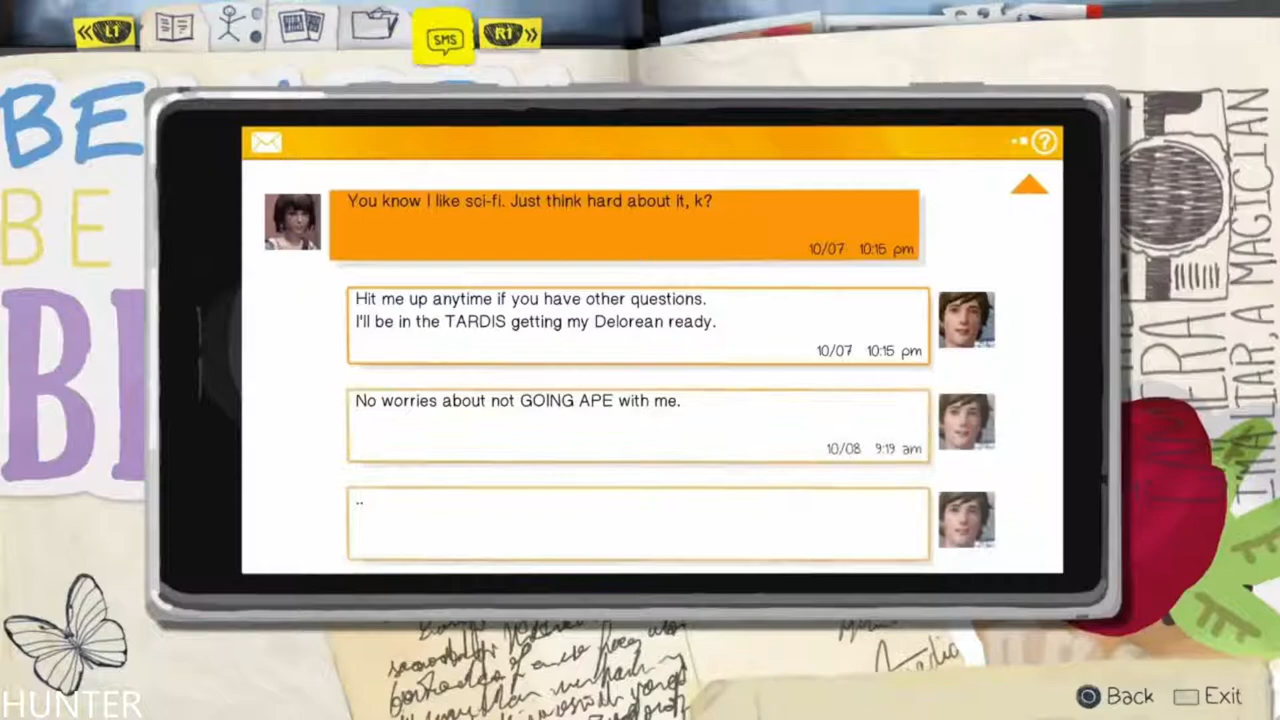 L1
SMS
R1
BE
BE
BE
You know I like sci-fi. Just think hard about it, k?
10/07 10:15 pm
Hit me up anytime if you have other questions.
I'll be in the TARDIS getting my Delorean ready.
10/07 10:15 pm
No worries about not GOING APE with me.
10/08 9:19 am
..
?
A MAGICIAN
HUNTER
Back
Exit